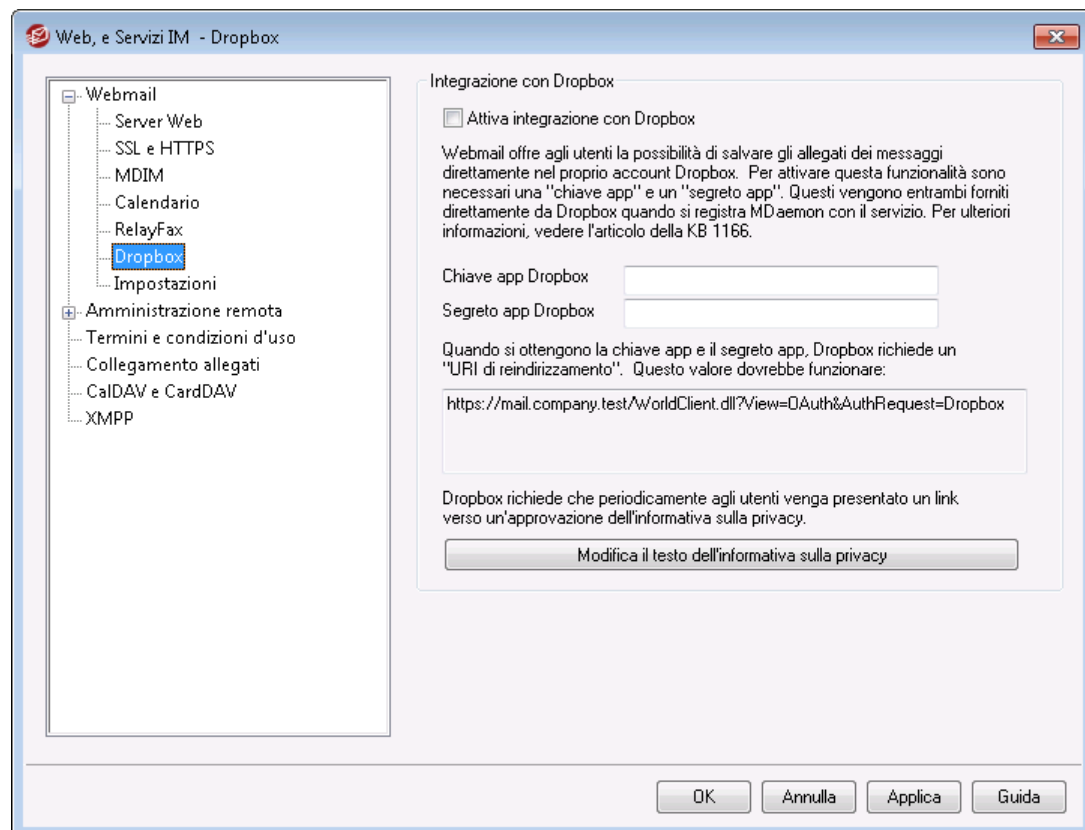 Web, e Servizi IM  - Dropbox
Webmail
Server Web
SSL e HTTPS
MDIM
Calendario
RelayFax
Dropbox
Impostazioni
Amministrazione remota
Termini e condizioni d'uso
Collegamento allegati
CalDAV e CardDAV
XMPP
Integrazione con Dropbox
Attiva integrazione con Dropbox
Webmail offre agli utenti la possibilità di salvare gli allegati dei messaggi
direttamente nel proprio account Dropbox.  Per attivare questa funzionalità sono
necessari una "chiave app" e un "segreto app". Questi vengono entrambi forniti
direttamente da Dropbox quando si registra MDaemon con il servizio. Per ulteriori
informazioni, vedere l'articolo della KB 1166.
Chiave app Dropbox
Segreto app Dropbox
Quando si ottengono la chiave app e il segreto app, Dropbox richiede un
"URI di reindirizzamento".  Questo valore dovrebbe funzionare:
https://mail.company.test/WorldClient.dll?View=OAuth&AuthRequest=Dropbox
Dropbox richiede che periodicamente agli utenti venga presentato un link
verso un'approvazione dell'informativa sulla privacy.
Modifica il testo dell'informativa sulla privacy
OK
Annulla
Applica
Guida